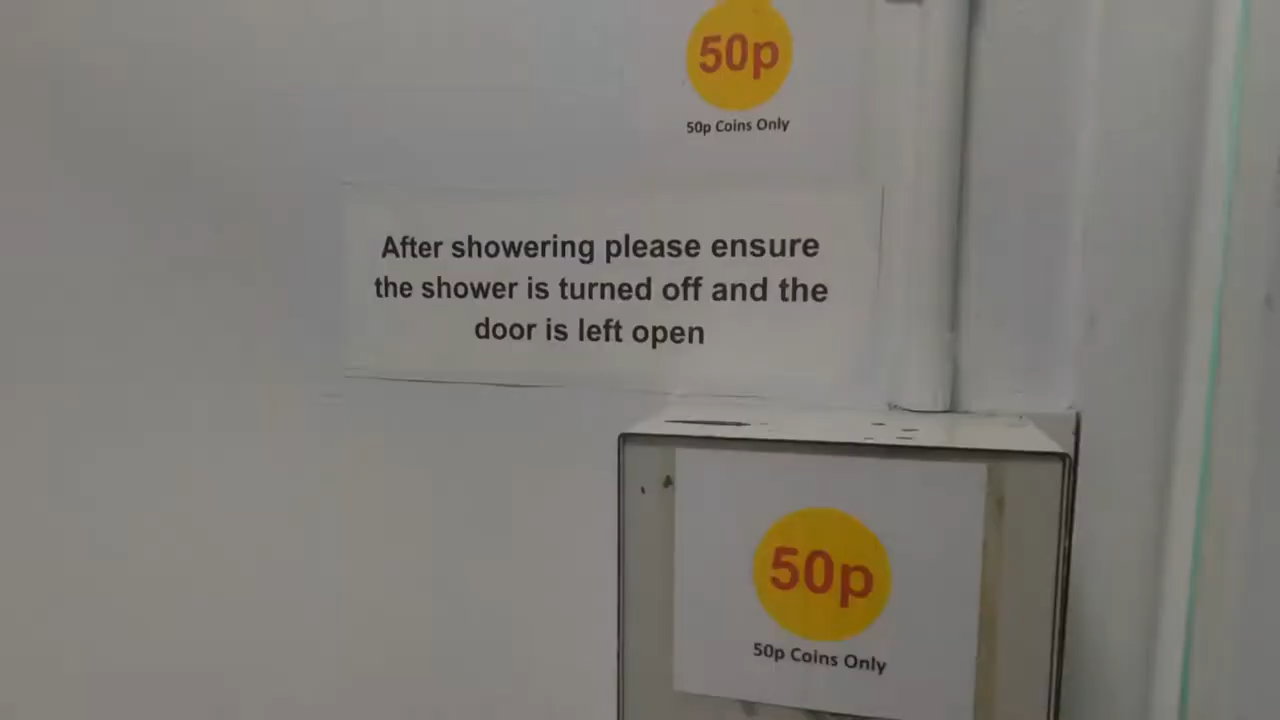 50p
50p Coins Only
After showering please ensure
the shower is turned off and the
door is left open
50p
50p Coins Only